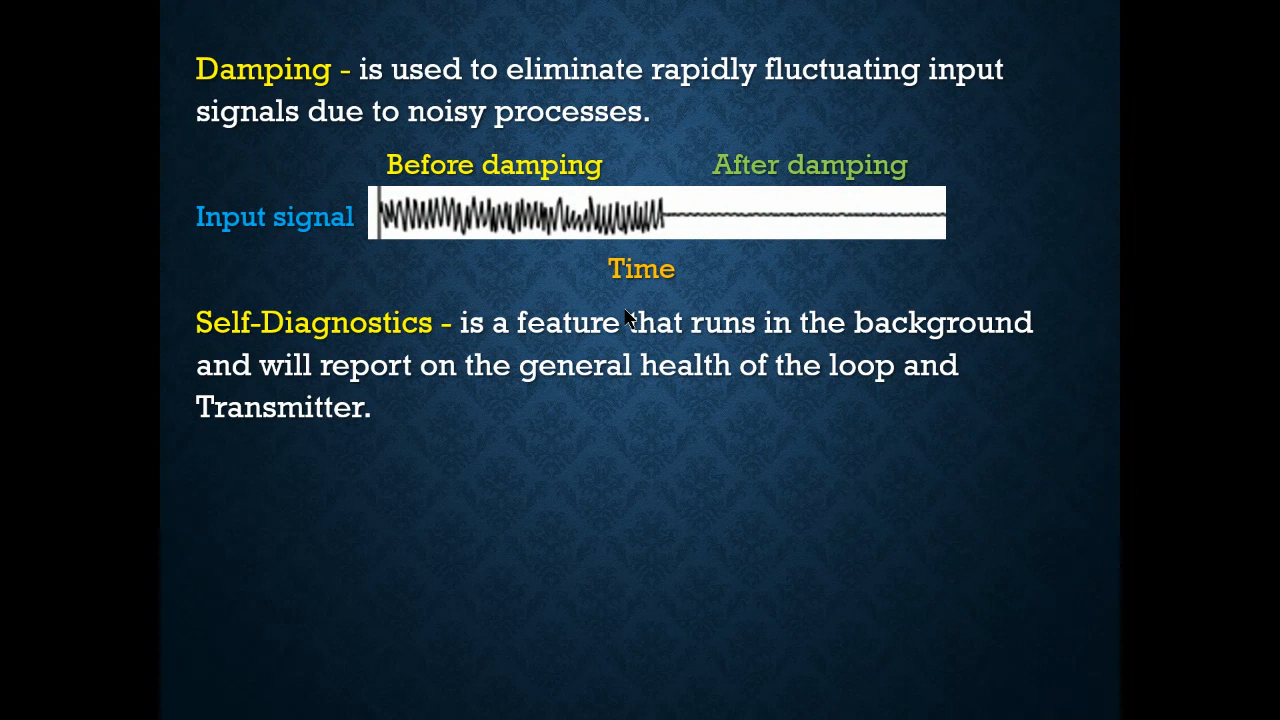 Damping - is used to eliminate rapidly fluctuating input
signals due to noisy processes.
Before damping After damping
Input signal
Time
Self-Diagnostics - is a feature that runs in the background
and will report on the general health of the loop and
Transmitter.